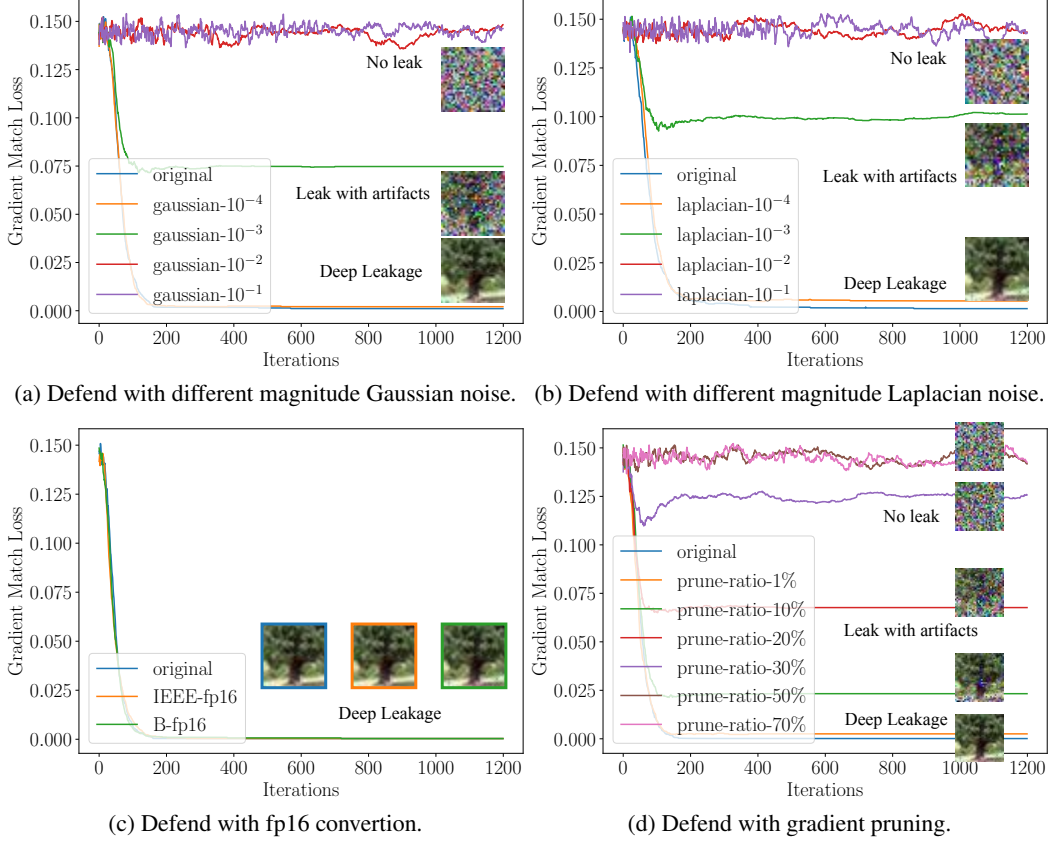 0.150
0.125
0.100
0.075
0.050
0.025
0.000
Gradient Match Loss
No leak
Leak with artifacts
Deep Leakage
original
gaussian-10⁻⁴
gaussian-10⁻³
gaussian-10⁻²
gaussian-10⁻¹
0 200 400 600 800 1000 1200
Iterations
(a) Defend with different magnitude Gaussian noise.
0.150
0.125
0.100
0.075
0.050
0.025
0.000
Gradient Match Loss
No leak
Leak with artifacts
Deep Leakage
original
laplacian-10⁻⁴
laplacian-10⁻³
laplacian-10⁻²
laplacian-10⁻¹
0 200 400 600 800 1000 1200
Iterations
(b) Defend with different magnitude Laplacian noise.
0.150
0.125
0.100
0.075
0.050
0.025
0.000
Gradient Match Loss
original
IEEE-fp16
B-fp16
Deep Leakage
0 200 400 600 800 1000 1200
Iterations
(c) Defend with fp16 convertion.
0.150
0.125
0.100
0.075
0.050
0.025
0.000
Gradient Match Loss
No leak
Leak with artifacts
Deep Leakage
original
prune-ratio-1%
prune-ratio-10%
prune-ratio-20%
prune-ratio-30%
prune-ratio-50%
prune-ratio-70%
0 200 400 600 800 1000 1200
Iterations
(d) Defend with gradient pruning.